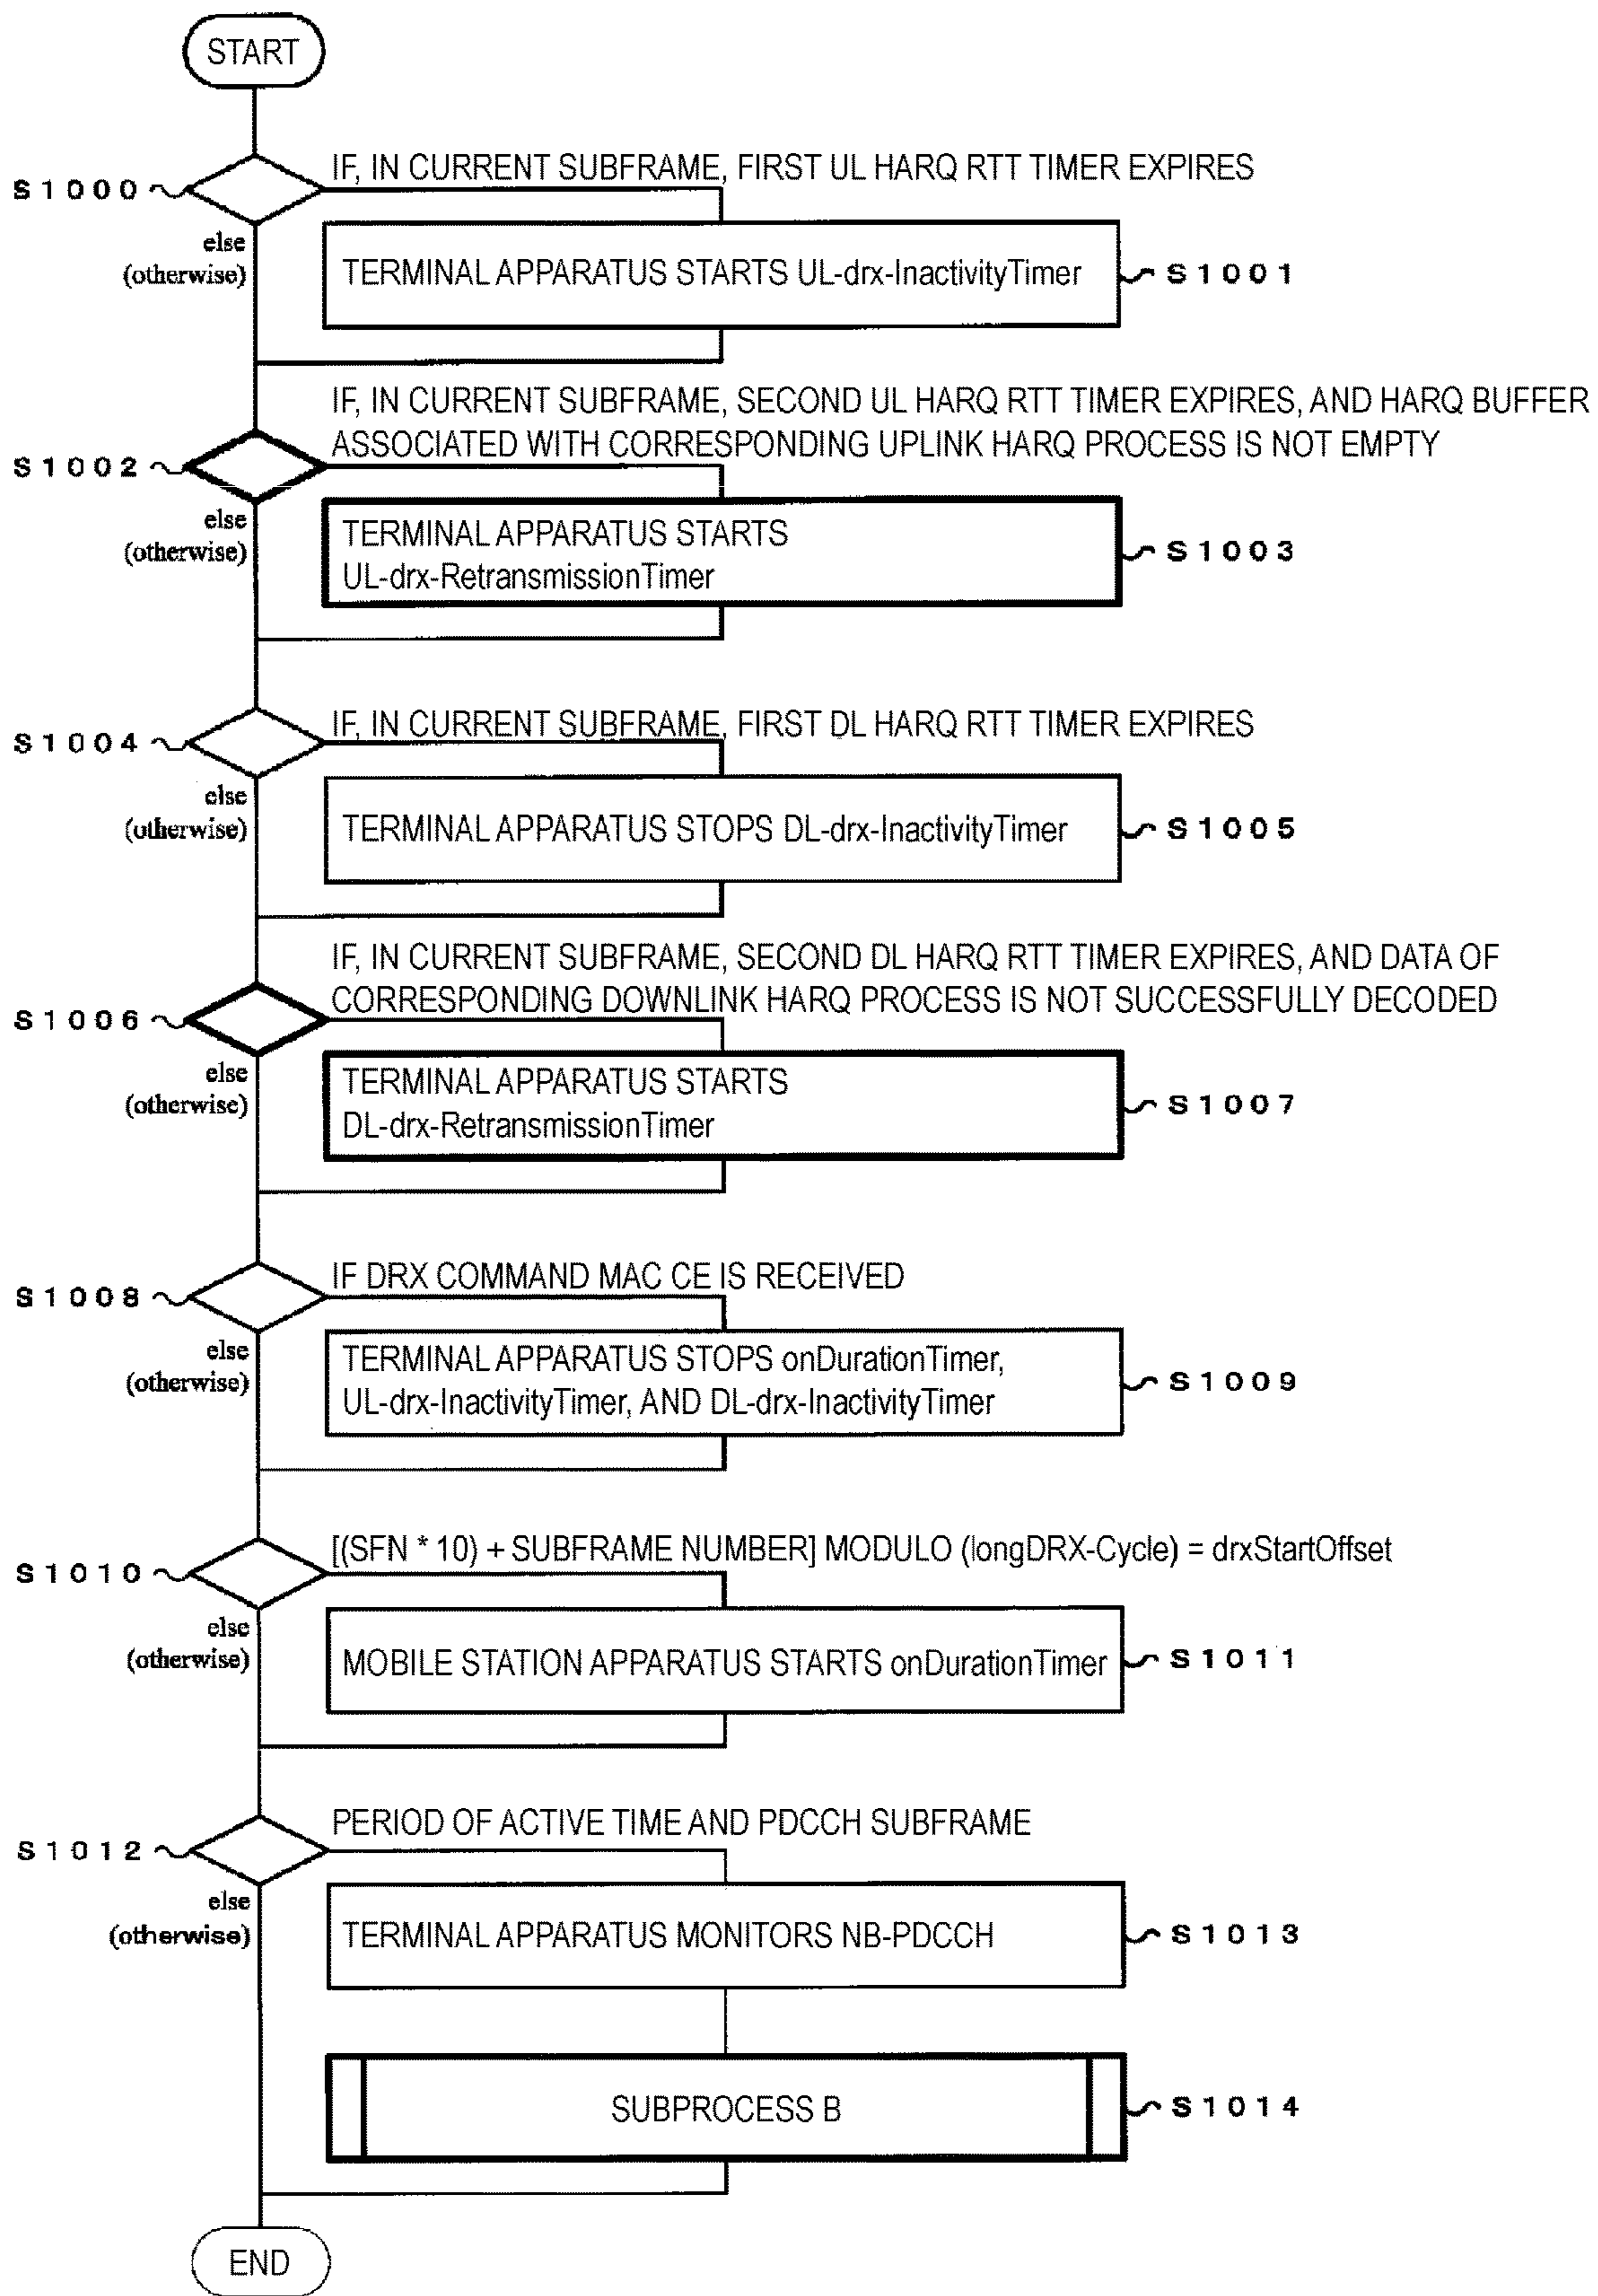 START
IF, IN CURRENT SUBFRAME, FIRST UL HARQ RTT TIMER EXPIRES
S1000
else
(otherwise)
TERMINAL APPARATUS STARTS UL-drx-InactivityTimer
S1001
IF, IN CURRENT SUBFRAME, SECOND UL HARQ RTT TIMER EXPIRES, AND HARQ BUFFER
ASSOCIATED WITH CORRESPONDING UPLINK HARQ PROCESS IS NOT EMPTY
S1002
else
(otherwise)
TERMINAL APPARATUS STARTS
UL-drx-RetransmissionTimer
S1003
IF, IN CURRENT SUBFRAME, FIRST DL HARQ RTT TIMER EXPIRES
S1004
else
(otherwise)
TERMINAL APPARATUS STOPS DL-drx-InactivityTimer
S1005
IF, IN CURRENT SUBFRAME, SECOND DL HARQ RTT TIMER EXPIRES, AND DATA OF
CORRESPONDING DOWNLINK HARQ PROCESS IS NOT SUCCESSFULLY DECODED
S1006
else
(otherwise)
TERMINAL APPARATUS STARTS
DL-drx-RetransmissionTimer
S1007
IF DRX COMMAND MAC CE IS RECEIVED
S1008
else
(otherwise)
TERMINAL APPARATUS STOPS onDurationTimer,
UL-drx-InactivityTimer, AND DL-drx-InactivityTimer
S1009
[(SFN * 10) + SUBFRAME NUMBER] MODULO (longDRX-Cycle) = drxStartOffset
S1010
else
(otherwise)
MOBILE STATION APPARATUS STARTS onDurationTimer
S1011
PERIOD OF ACTIVE TIME AND PDCCH SUBFRAME
S1012
else
(otherwise)
TERMINAL APPARATUS MONITORS NB-PDCCH
S1013
SUBPROCESS B
S1014
END